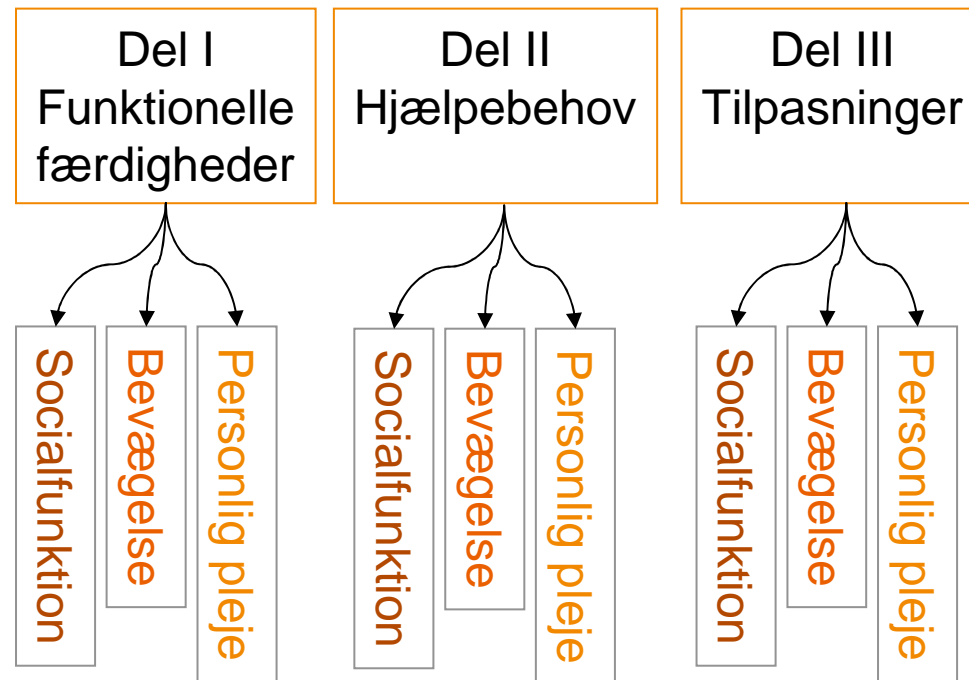 Del I
Funktionelle
færdigheder
Del II
Hjælpebehov
Del III
Tilpasninger
Socialfunktion
Bevægelse
Personlig pleje
Socialfunktion
Bevægelse
Personlig pleje
Socialfunktion
Bevægelse
Personlig pleje